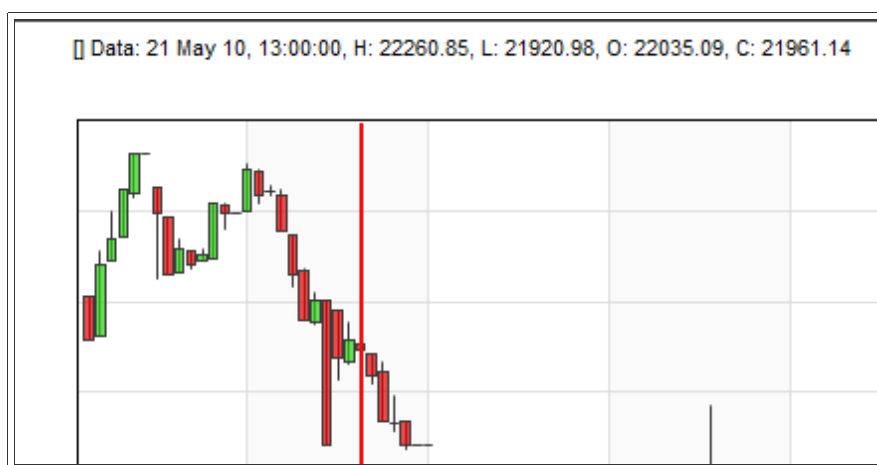 [] Data: 21 May 10, 13:00:00, H: 22260.85, L: 21920.98, O: 22035.09, C: 21961.14